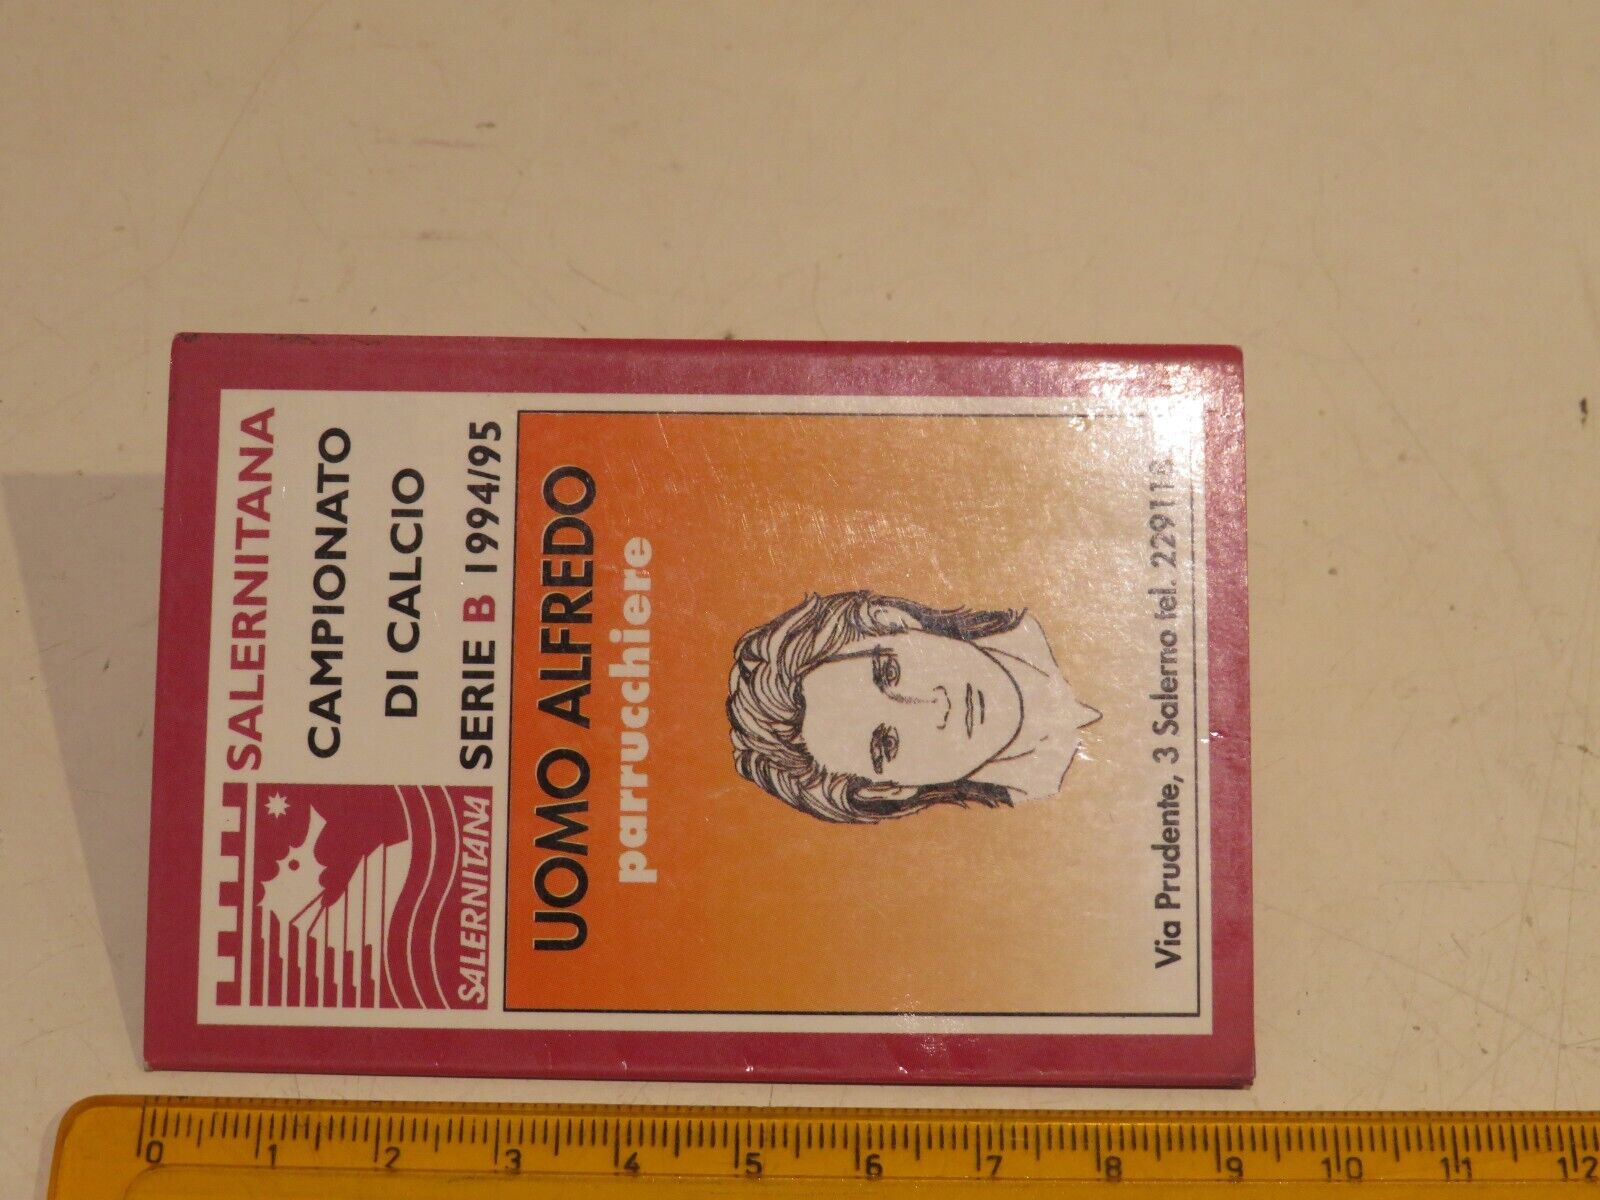 SALERNITANA
CAMPIONATO
DI CALCIO
SERIE B 1994/95
SALERNITANA
UOMO ALFREDO
parrucchiere
Via Prudente, 3 Salerno tel. 229118
0 1 2 3 4 5 6 7 8 9 10 11 12